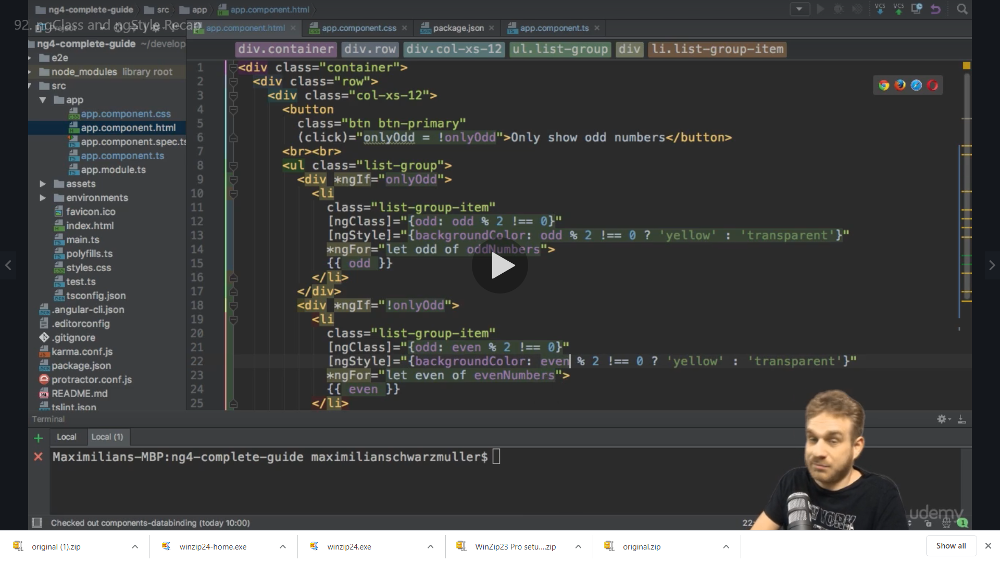 ng4-complete-guide src app app.component.html
92. ngClass and ngStyle Recap
app.component.html app.component.css package.json app.component.ts
ng4-complete-guide ~/develop
e2e
node_modules library root
src
app
app.component.css
app.component.html
app.component.spec.ts
app.component.ts
app.module.ts
assets
environments
favicon.ico
index.html
main.ts
polyfills.ts
styles.css
test.ts
tsconfig.json
.angular-cli.json
.editorconfig
.gitignore
karma.conf.js
package.json
protractor.conf.js
README.md
tslint.json
div.container div.row div.col-xs-12 ul.list-group div li.list-group-item
1 <div class="container">
2 <div class="row">
3 <div class="col-xs-12">
4 <button
5 class="btn btn-primary"
6 (click)="onlyOdd = !onlyOdd">Only show odd numbers</button>
7 <br><br>
8 <ul class="list-group">
9 <div *ngIf="onlyOdd">
10 <li
11 class="list-group-item"
12 [ngClass]="{odd: odd % 2 !== 0}"
13 [ngStyle]="{backgroundColor: odd % 2 !== 0 ? 'yellow' : 'transparent'}"
14 *ngFor="let odd of oddNumbers">
15 {{ odd }}
16 </li>
17 </div>
18 <div *ngIf="!onlyOdd">
19 <li
20 class="list-group-item"
21 [ngClass]="{odd: even % 2 !== 0}"
22 [ngStyle]="{backgroundColor: even % 2 !== 0 ? 'yellow' : 'transparent'}"
23 *ngFor="let even of evenNumbers">
24 {{ even }}
25 </li>
Terminal
Local Local (1)
Maximilians-MBP:ng4-complete-guide maximilianschwarzmuller$
NEW YORK
udemy
Checked out components-databinding (today 10:00) 22: 1
original (1).zip winzip24-home.exe winzip24.exe WinZip23 Pro setu....zip original.zip Show all